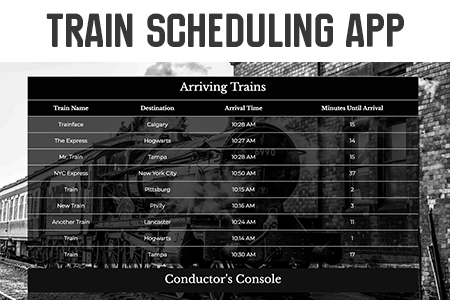 TRAIN SCHEDULING APP
Arriving Trains
Train Name Destination Arrival Time Minutes Until Arrival
Trainface Calgary 10:28 AM 15
The Express Hogwarts 10:27 AM 14
Mr. Train Tampa 10:28 AM 15
NYC Express New York City 10:50 AM 37
Train Pittsburg 10:15 AM 2
New Train Philly 10:16 AM 3
Another Train Lancaster 10:24 AM 11
Train Hogwarts 10:14 AM 1
Train Tampa 10:30 AM 17
6990
Conductor's Console